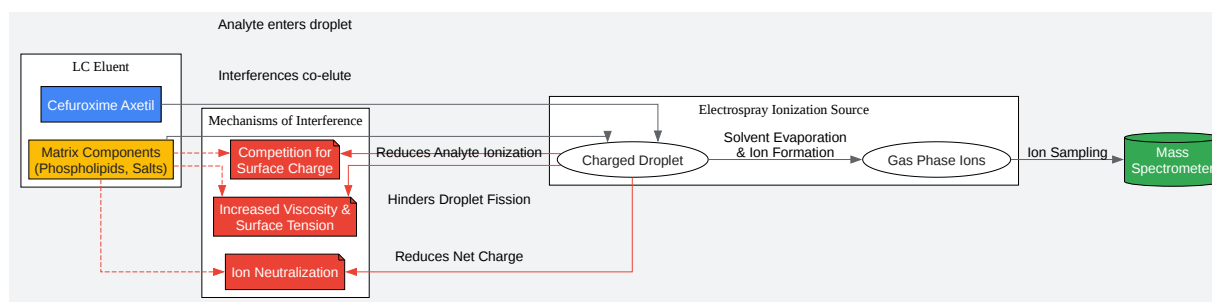 Analyte enters droplet
LC Eluent
Interferences co-elute
Cefuroxime Axetil
Electrospray Ionization Source
Mechanisms of Interference
Solvent Evaporation
& Ion Formation
Matrix Components
(Phospholipids, Salts)
Competition for
Surface Charge
Reduces Analyte Ionization
Charged Droplet
Gas Phase Ions
Ion Sampling
Mass
Spectrometer
Hinders Droplet Fission
Increased Viscosity &
Surface Tension
Reduces Net Charge
Ion Neutralization